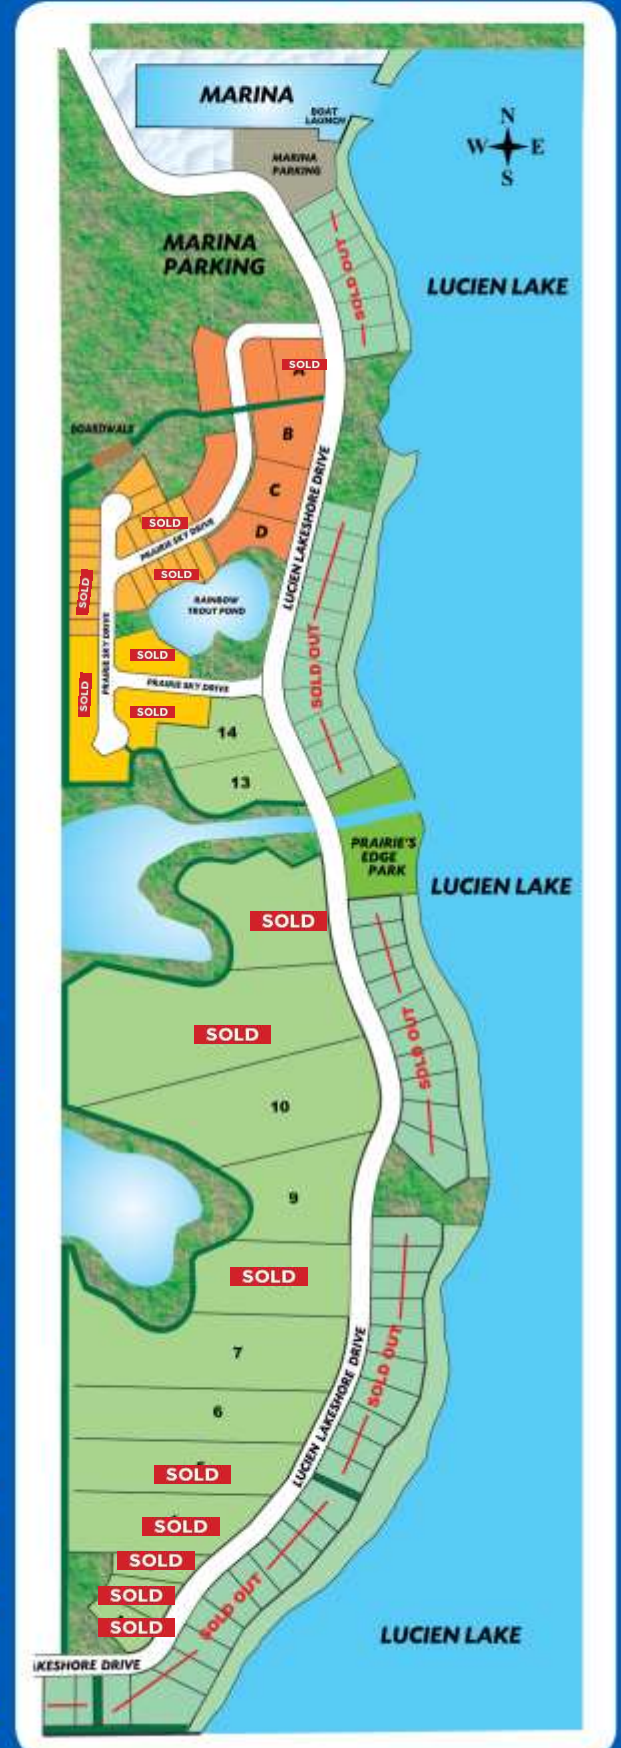 MARINA
BOAT
LAUNCH
N
W E
S
MARINA
PARKING
MARINA
PARKING
SOLD OUT
LUCIEN LAKE
SOLD
A
BOARDWALK
B
LUCIEN LAKESHORE DRIVE
C
SOLD
PRAIRIE SKY DRIVE
D
SOLD
SOLD
RAINBOW
TROUT POND
PRAIRIE SKY DRIVE
SOLD
SOLD OUT
SOLD
PRAIRIE SKY DRIVE
SOLD
14
13
PRAIRIE'S
EDGE
PARK
LUCIEN LAKE
SOLD
SOLD
SOLD OUT
10
9
SOLD
7
SOLD OUT
LUCIEN LAKESHORE DRIVE
6
SOLD
SOLD
SOLD
SOLD
SOLD
SOLD OUT
LUCIEN LAKE
AKESHORE DRIVE